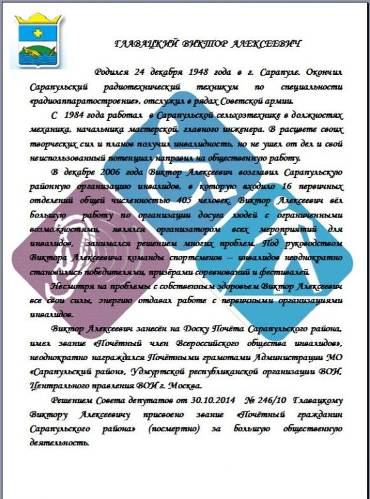 ГЛАВАЦКИЙ ВИКТОР АЛЕКСЕЕВИЧ
Родился 24 декабря 1948 года в г. Сарапуле. Окончил
Сарапульский радиотехнический техникум по специальности
«радиоаппаратостроение», отслужил в рядах Советской армии.
С 1984 года работал в Сарапульской сельхозтехнике в должностях
механика, начальника мастерской, главного инженера. В расцвете своих
творческих сил и планов получил инвалидность, но не ушел от дел и свой
неиспользованный потенциал направил на общественную работу.
В декабре 2006 году Виктор Алексеевич возглавил Сарапульскую
районную организацию инвалидов, в которую входило 16 первичных
отделений общей численностью 405 человек. Виктор Алексеевич вёл
большую работу по организации досуга людей с ограниченными
возможностями, являлся организатором всех мероприятий для
инвалидов, занимался решением многих проблем. Под руководством
Виктора Алексеевича команды спортсменов – инвалидов неоднократно
становились победителями, призёрами соревнований и фестивалей.
Несмотря на проблемы с собственным здоровьем Виктор Алексеевич
все свои силы, энергию отдавал работе с первичными организациями
инвалидов.
Виктор Алексеевич занесён на Доску Почёта Сарапульского района,
имел звание «Почётный член Всероссийского общества инвалидов»,
неоднократно награждался Почётными грамотами Администрации МО
«Сарапульский район», Удмуртской республиканской организации ВОИ,
Центрального правления ВОИ г. Москва.
Решением Совета депутатов от 30.10.2014 № 246/10 Главацкому
Виктору Алексеевичу присвоено звание «Почётный гражданин
Сарапульского района» (посмертно) за большую общественную
деятельность.